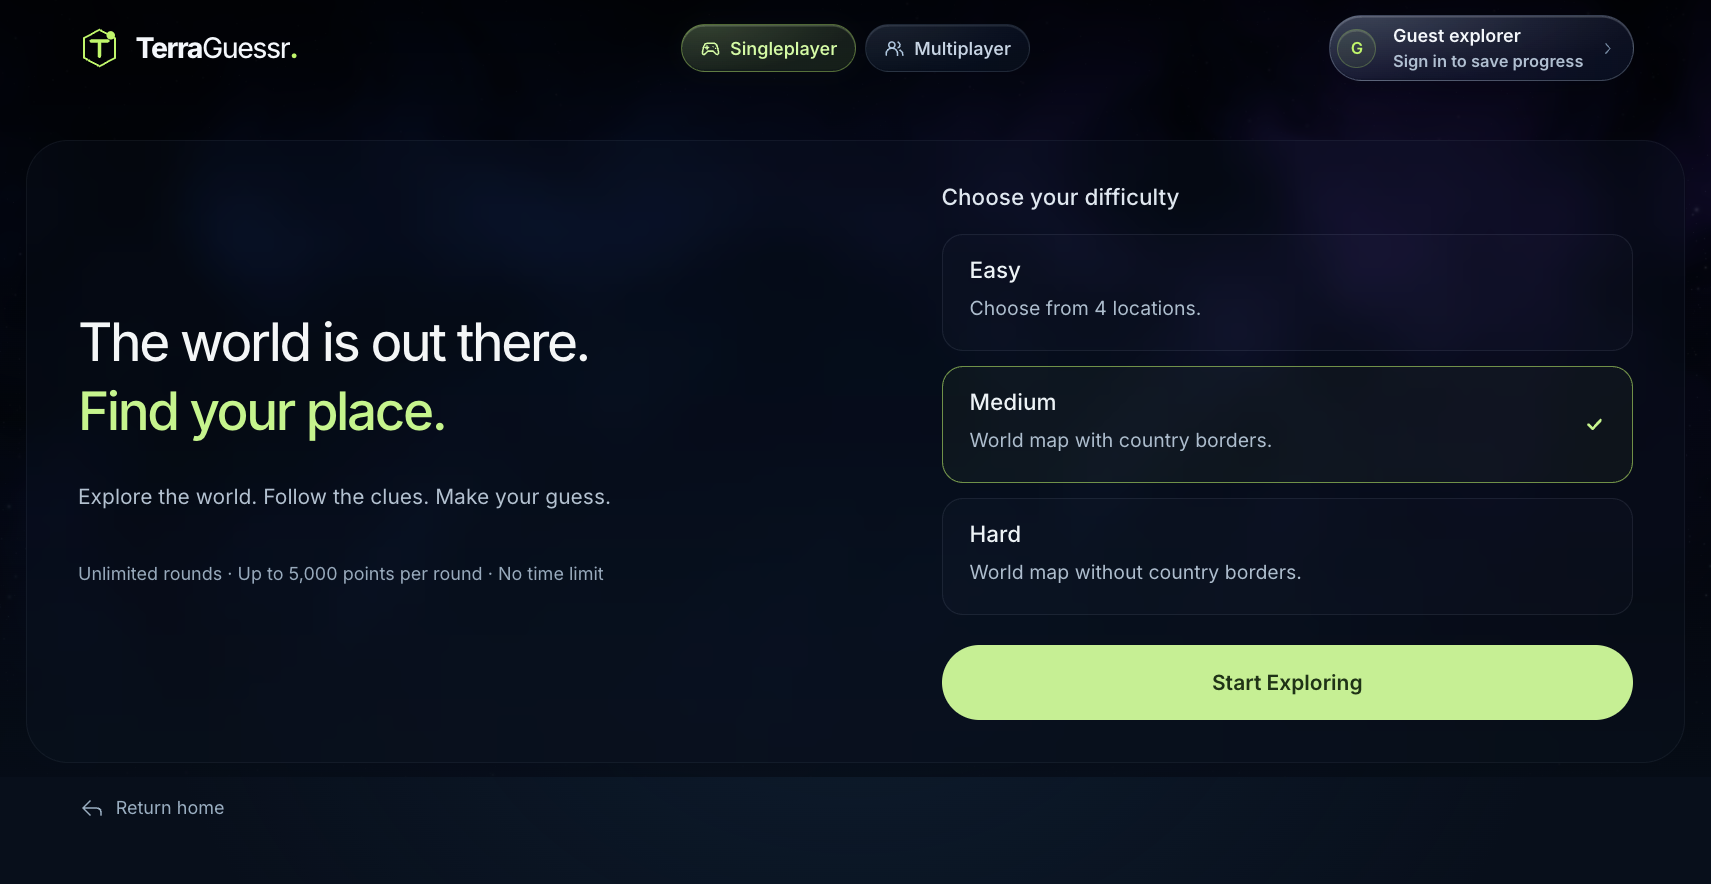 TerraGuessr.
Singleplayer
Multiplayer
G
Guest explorer
Sign in to save progress
The world is out there.
Find your place.
Explore the world. Follow the clues. Make your guess.
Unlimited rounds · Up to 5,000 points per round · No time limit
Choose your difficulty
Easy
Choose from 4 locations.
Medium
World map with country borders.
Hard
World map without country borders.
Start Exploring
Return home